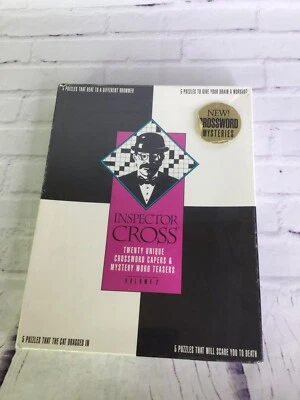 5 PUZZLES THAT BEAT TO A DIFFERENT DRUMMER
5 PUZZLES TO GIVE YOUR BRAIN A WORKOUT
NEW!
CROSSWORD
MYSTERIES
INSPECTOR
CROSS
TWENTY UNIQUE
CROSSWORD CAPERS &
MYSTERY WORD TEASERS
VOLUME 2
5 PUZZLES THAT THE CAT DRAGGED IN
5 PUZZLES THAT WILL SCARE YOU TO DEATH